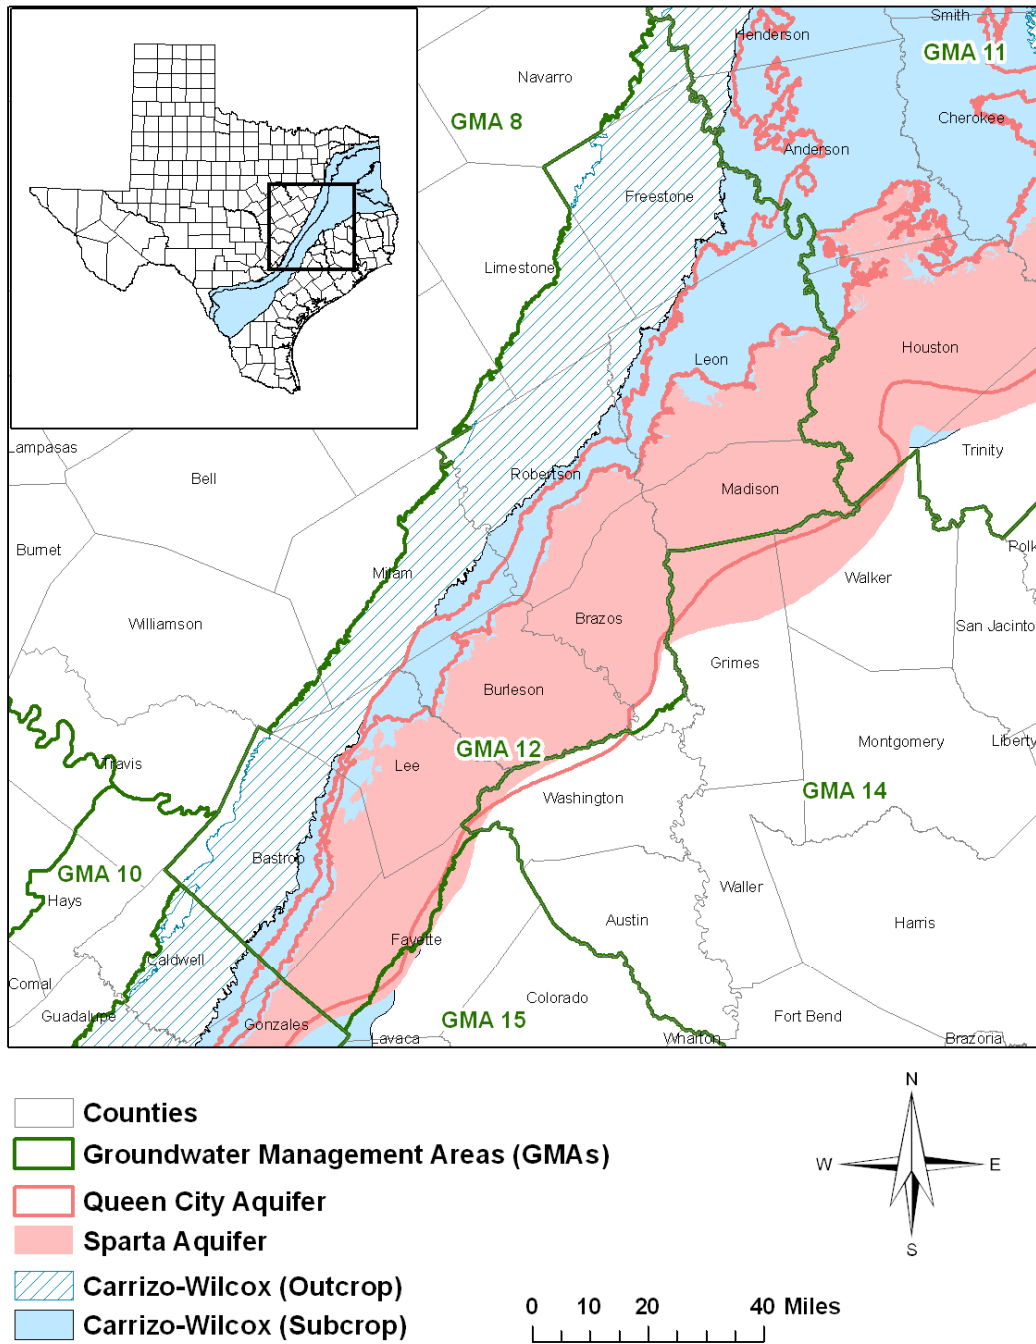 Smith
Henderson
GMA 11
Navarro
GMA 8
Cherokee
Anderson
Freestone
Limestone
Houston
Leon
Lampasas
Trinity
Bell
Robertson
Madison
Burnet
Polk
Milam
Walker
Williamson
Brazos
San Jacinto
Grimes
Burleson
Montgomery
Liberty
GMA 12
Travis
Lee
GMA 14
Washington
Bastrop
GMA 10
Waller
Hays
Austin
Harris
Fayette
Caldwell
Comal
Colorado
Guadalupe
Gonzales
GMA 15
Fort Bend
Lavaca
Wharton
Brazoria
Counties
Groundwater Management Areas (GMAs)
Queen City Aquifer
Sparta Aquifer
Carrizo-Wilcox (Outcrop)
Carrizo-Wilcox (Subcrop)
N
W E
S
0 10 20 40 Miles